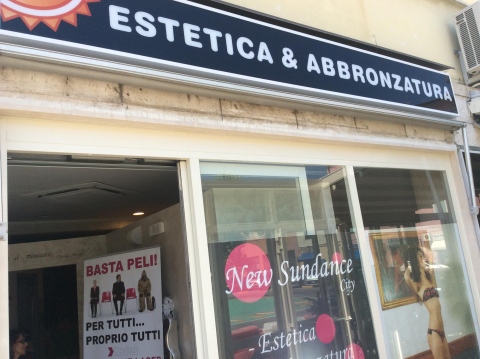 ESTETICA & ABBRONZATURA
BASTA PELI!
PER TUTTI...
PROPRIO TUTTI
New Sundance
City
Estetica